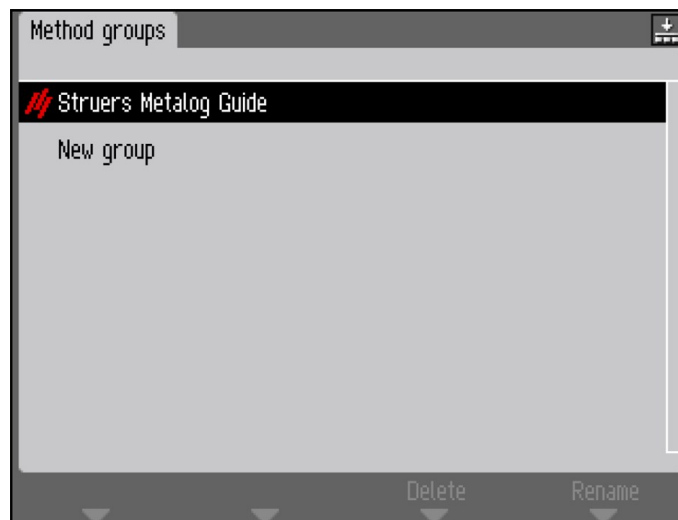 Method groups
Struers Metalog Guide
New group
Delete
Rename